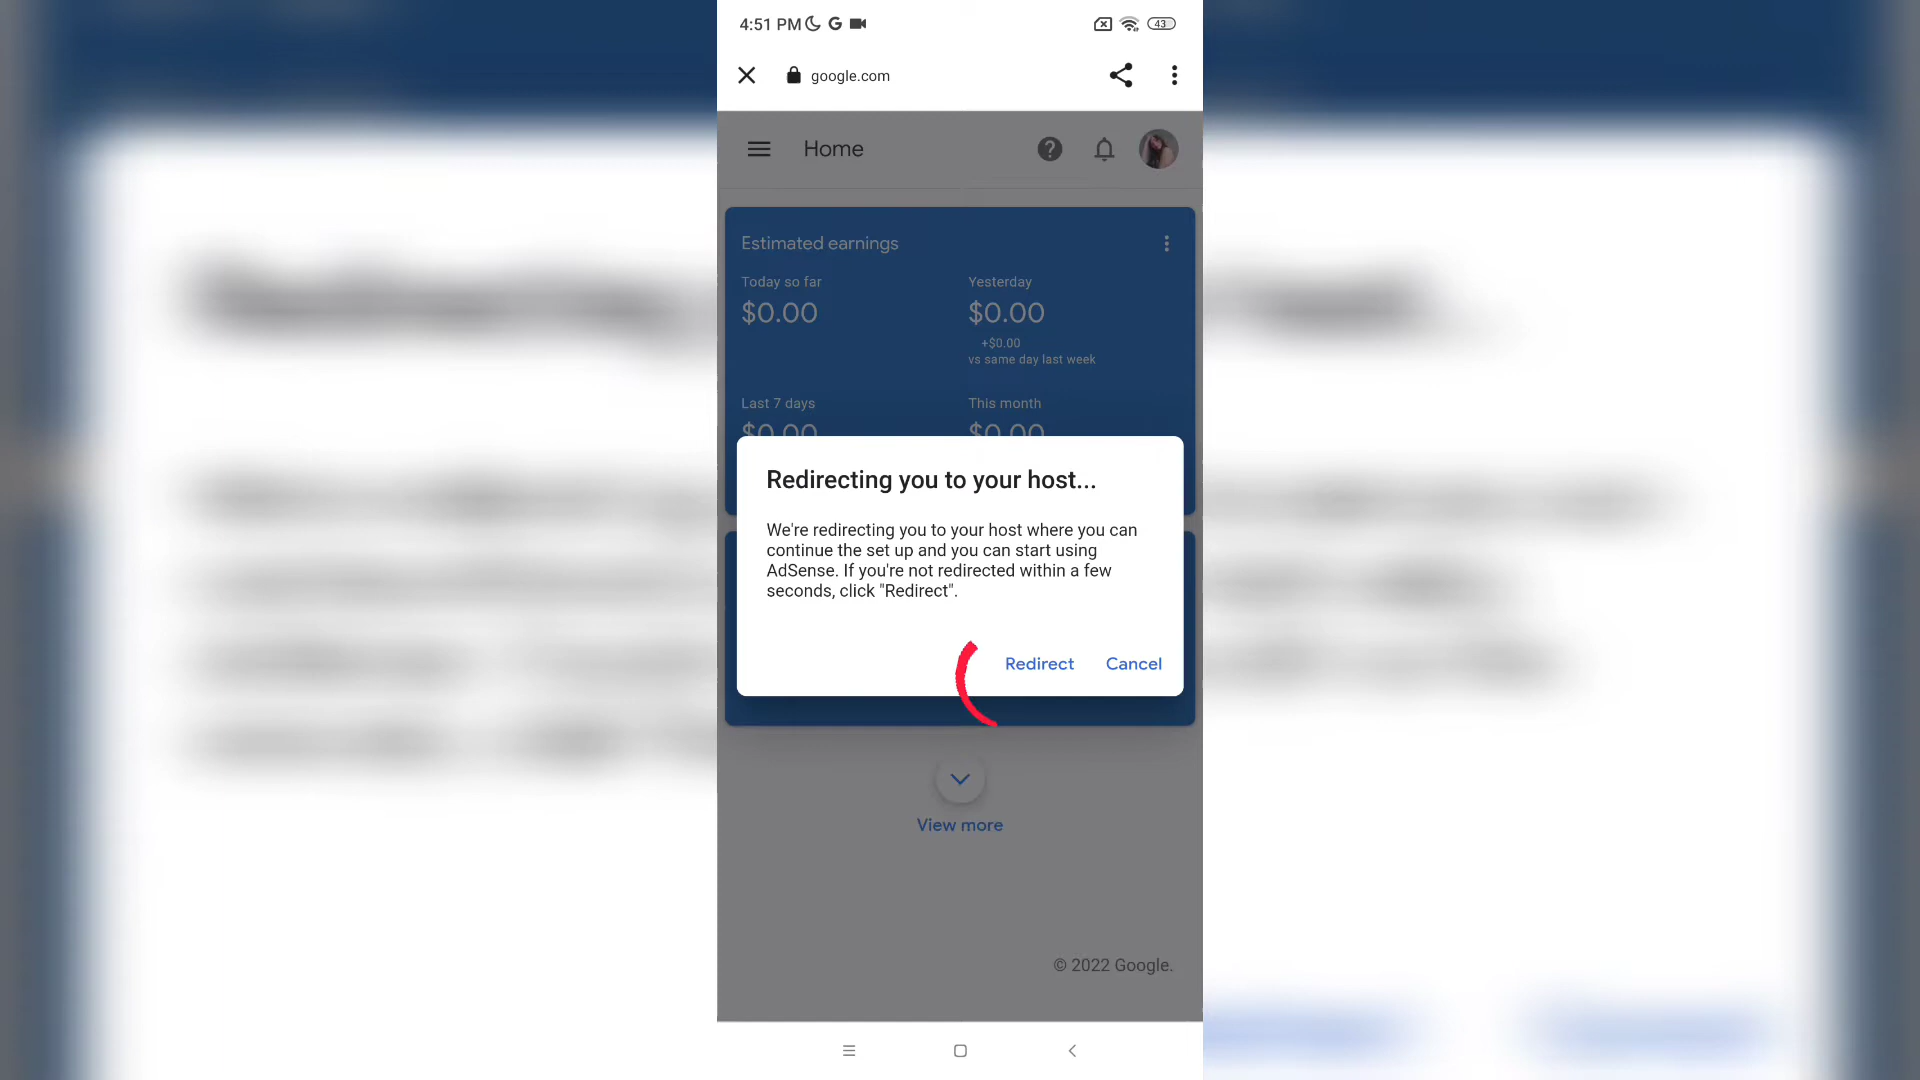 4:51 PM
43
google.com
Home
Estimated earnings
Today so far
Yesterday
$0.00
$0.00
+$0.00
vs same day last week
Last 7 days
This month
$0.00
$0.00
Redirecting you to your host...
We're redirecting you to your host where you can
continue the set up and you can start using
AdSense. If you're not redirected within a few
seconds, click "Redirect".
Redirect
Cancel
View more
© 2022 Google.